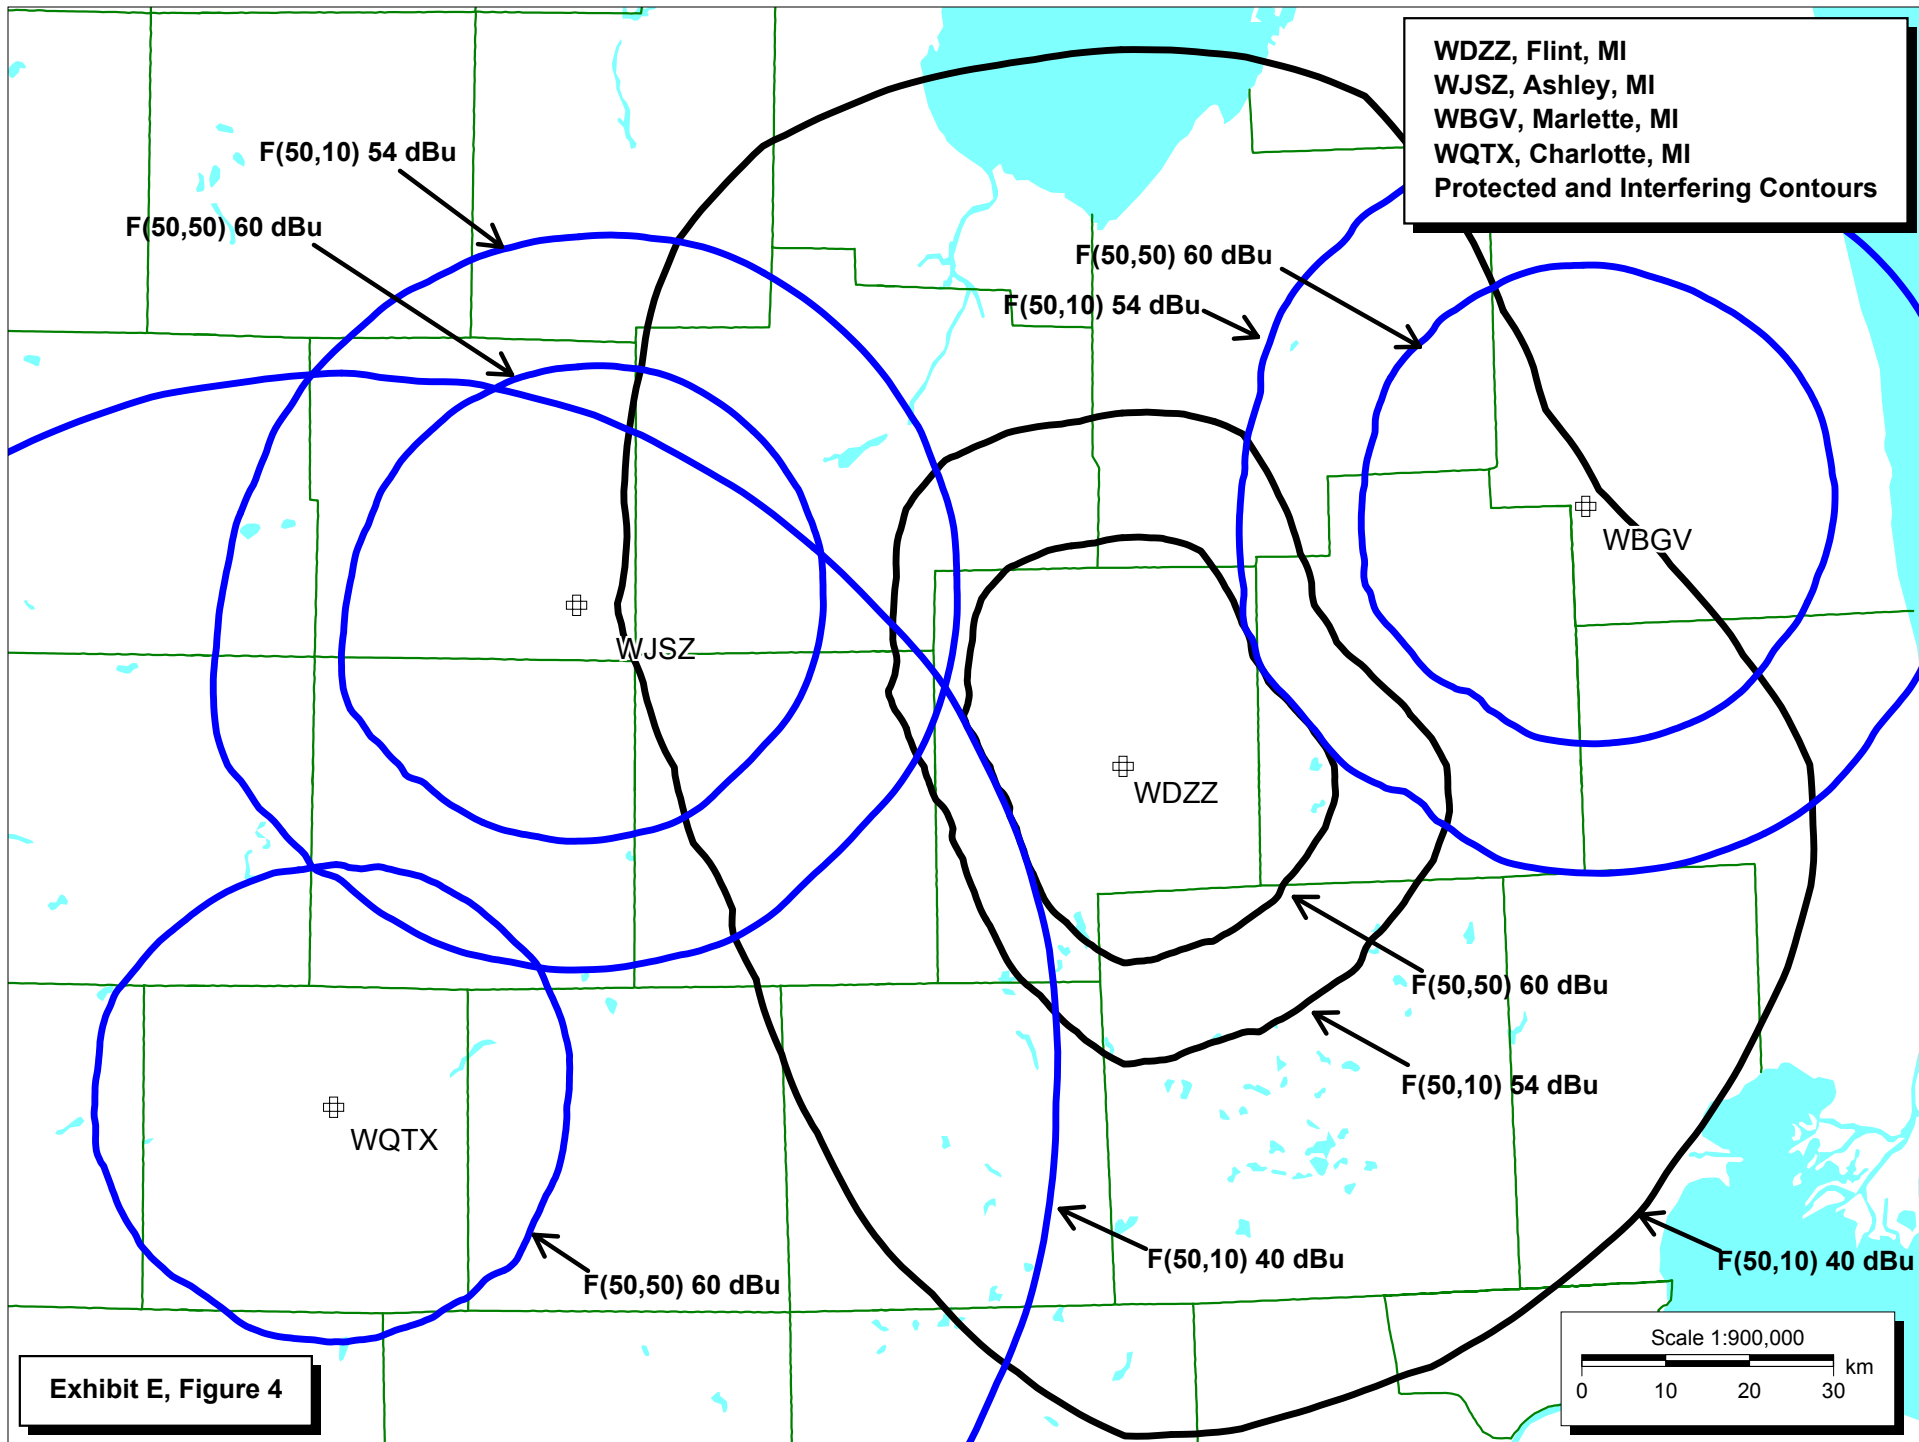 WDZZ, Flint, MI
WJSZ, Ashley, MI
WBGV, Marlette, MI
WQTX, Charlotte, MI
Protected and Interfering Contours
F(50,10) 54 dBu
F(50,50) 60 dBu
F(50,50) 60 dBu
F(50,10) 54 dBu
WBGV
WJSZ
WDZZ
F(50,50) 60 dBu
F(50,10) 54 dBu
WQTX
F(50,10) 40 dBu
F(50,10) 40 dBu
F(50,50) 60 dBu
Scale 1:900,000
km
0 10 20 30
Exhibit E, Figure 4